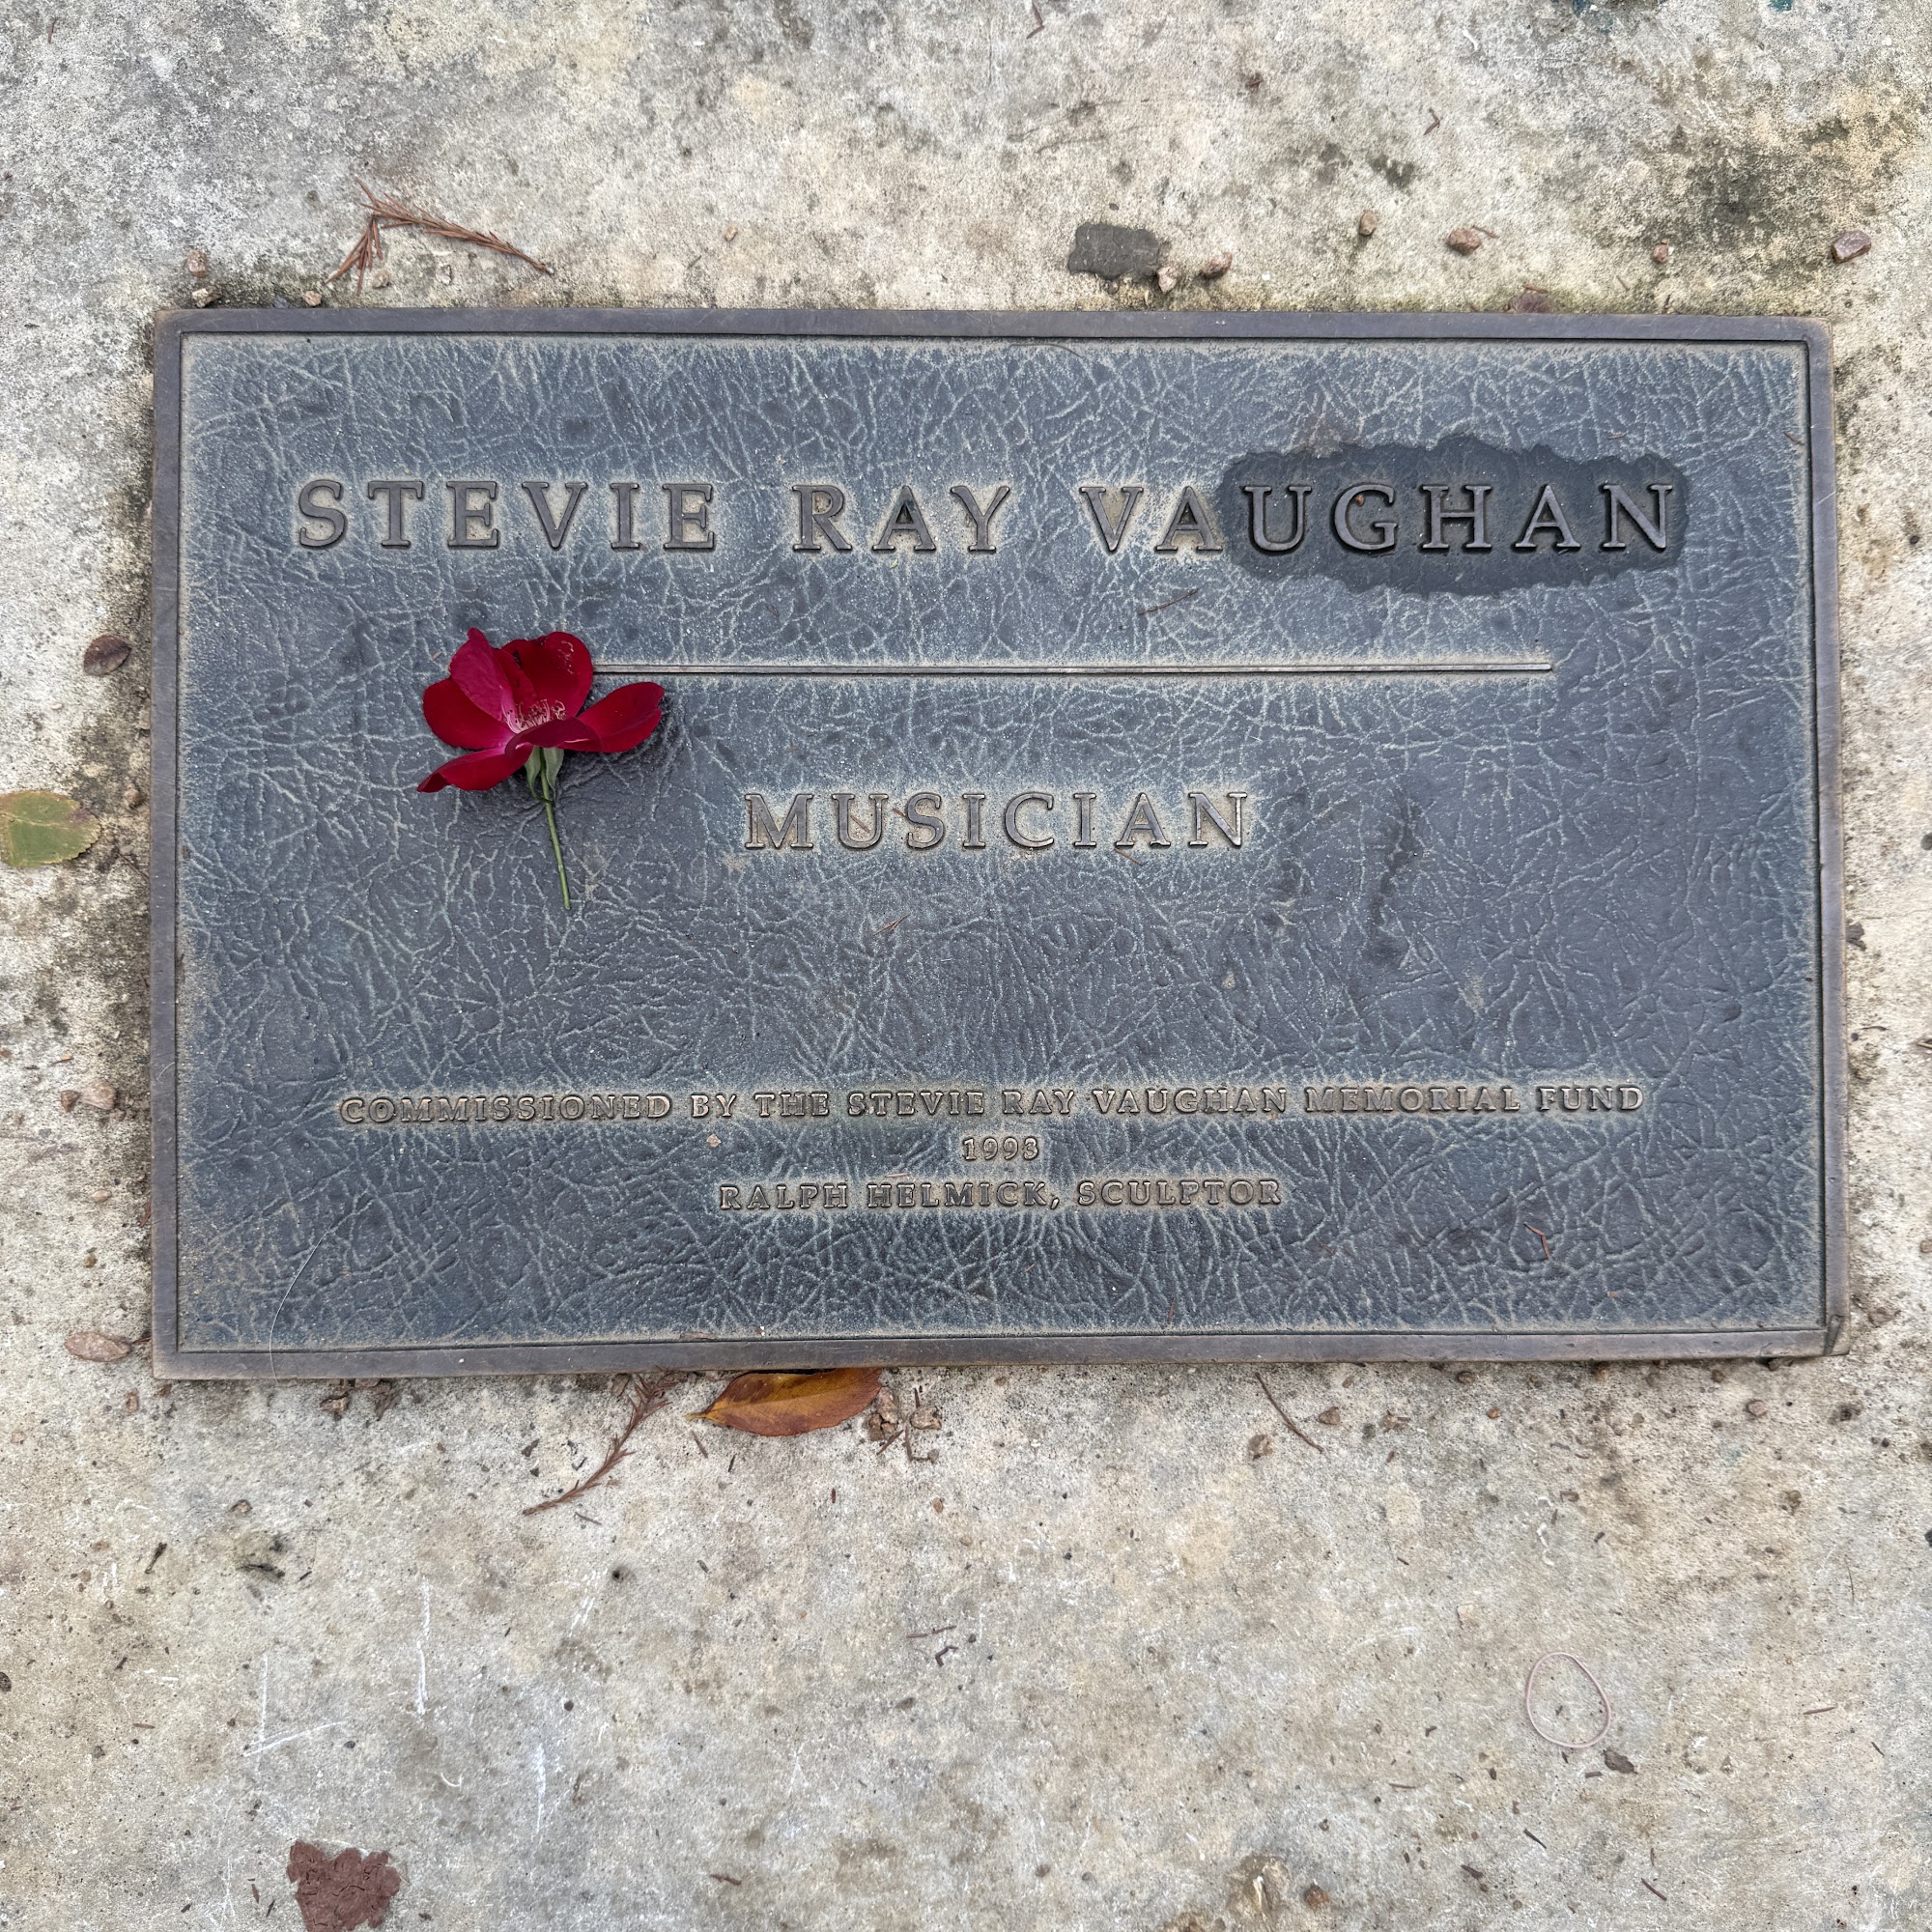 STEVIE RAY VAUGHAN
MUSICIAN
COMMISSIONED BY THE STEVIE RAY VAUGHAN MEMORIAL FUND
1993
RALPH HELMICK, SCULPTOR